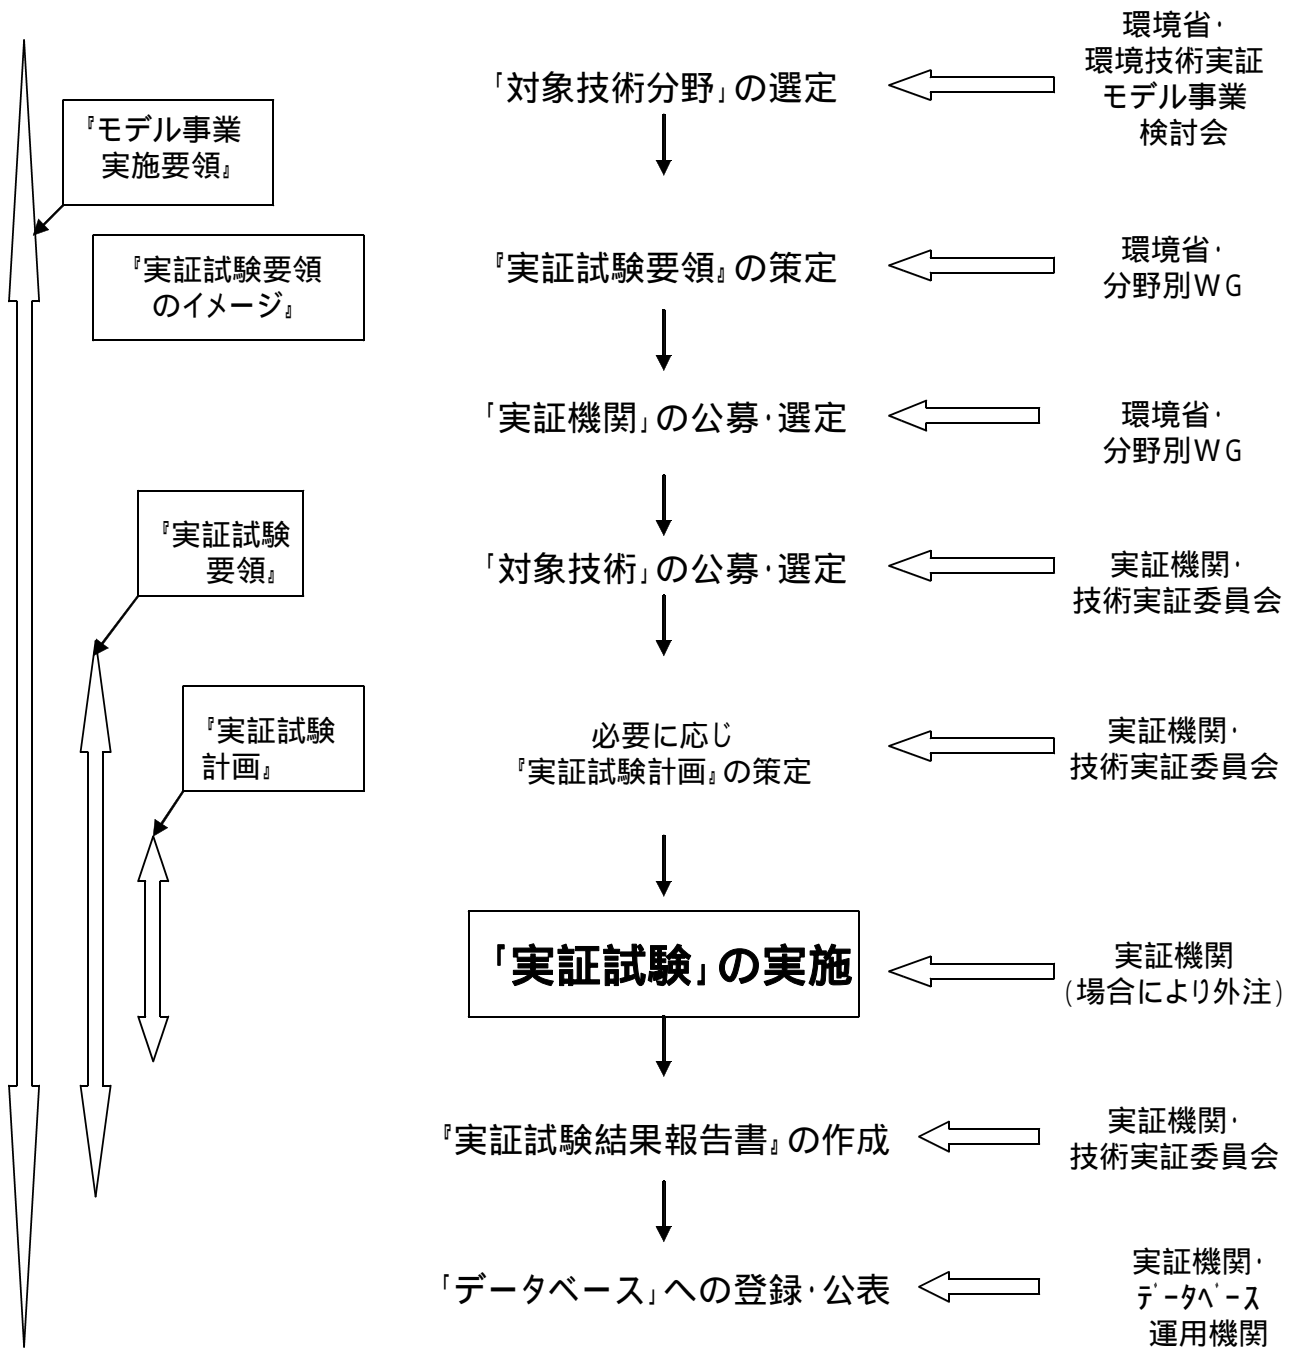 環境省・
環境技術実証
モデル事業
検討会
「対象技術分野」の選定
『モデル事業
実施要領』
『実証試験要領
のイメージ』
『実証試験要領』の策定
環境省・
分野別WG
「実証機関」の公募・選定
環境省・
分野別WG
『実証試験
要領』
「対象技術」の公募・選定
実証機関・
技術実証委員会
『実証試験
計画』
必要に応じ
『実証試験計画』の策定
実証機関・
技術実証委員会
「実証試験」の実施
実証機関
(場合により外注)
『実証試験結果報告書』の作成
実証機関・
技術実証委員会
「データベース」への登録・公表
実証機関・
ﾃﾞｰﾀﾍﾞｰｽ
運用機関